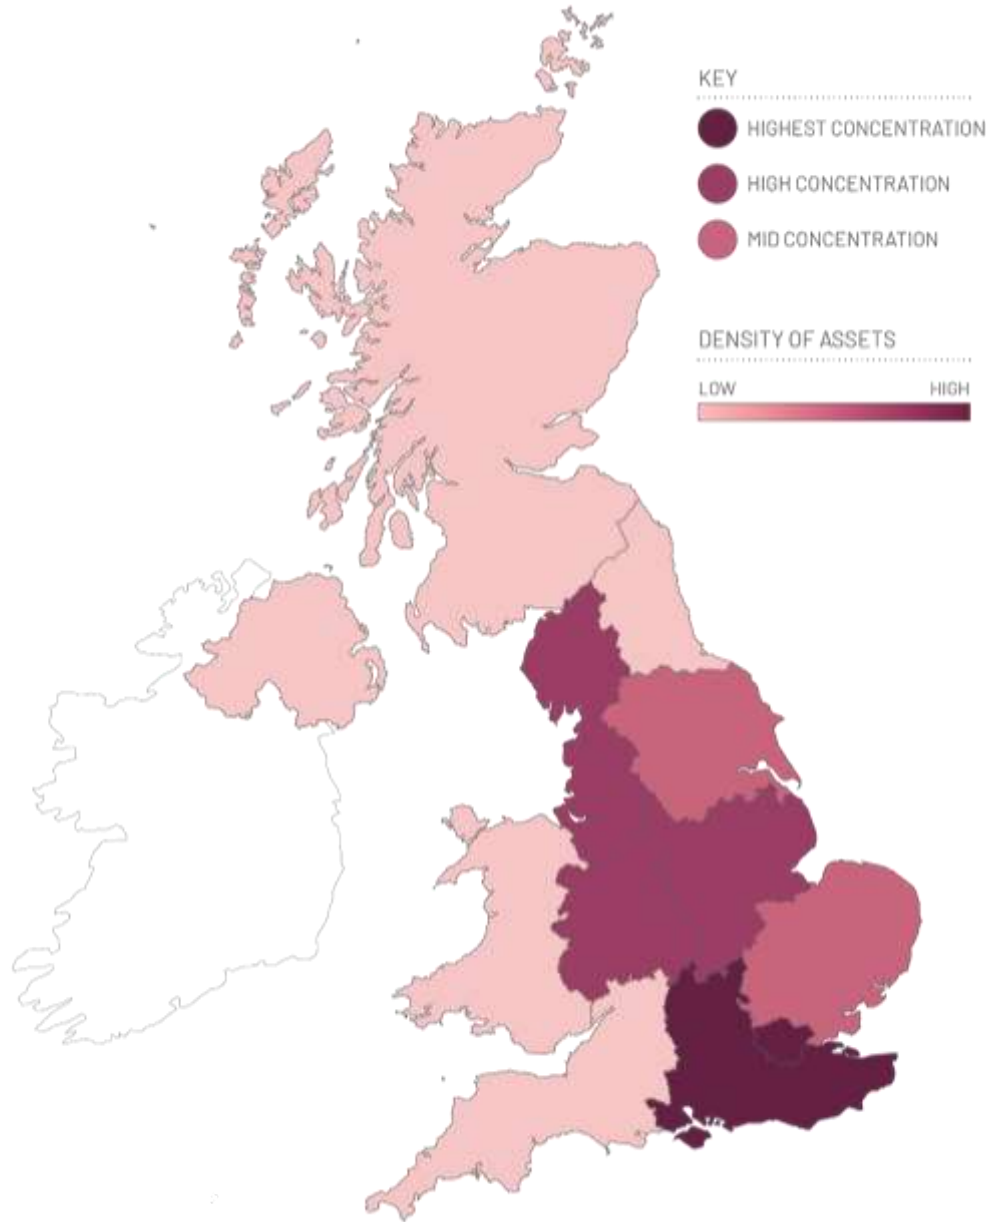 KEY
HIGHEST CONCENTRATION
HIGH CONCENTRATION
MID CONCENTRATION
DENSITY OF ASSETS
LOW HIGH